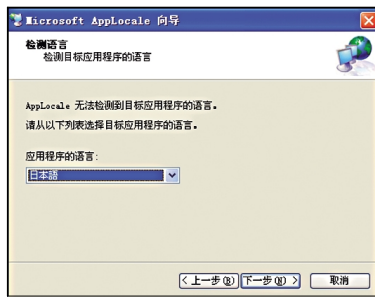 Microsoft AppLocale 向导
检测语言
检测目标应用程序的语言
AppLocale 无法检测到目标应用程序的语言。
请从以下列表选择目标应用程序的语言。
应用程序的语言:
日本語
< 上一步(B) 下一步(N) > 取消